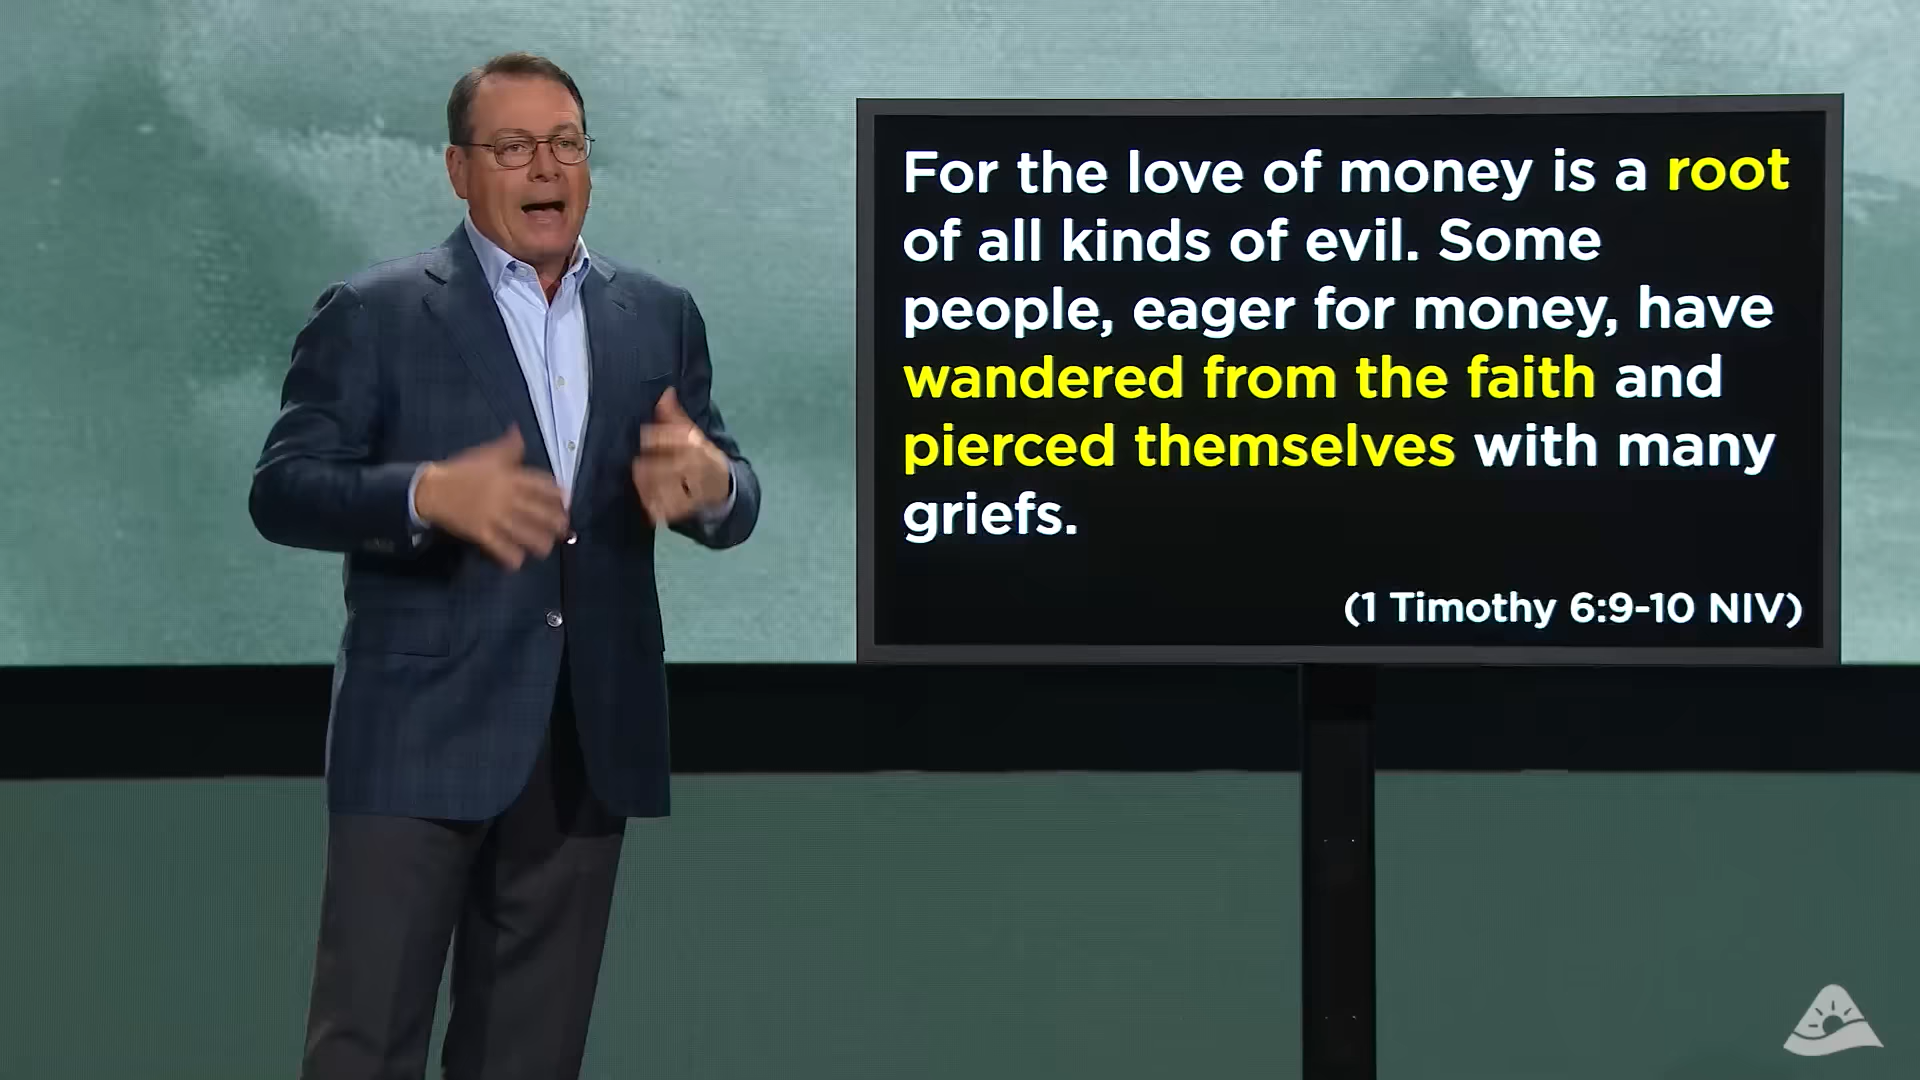 For the love of money is a root
of all kinds of evil. Some
people, eager for money, have
wandered from the faith and
pierced themselves with many
griefs.
(1 Timothy 6:9-10 NIV)